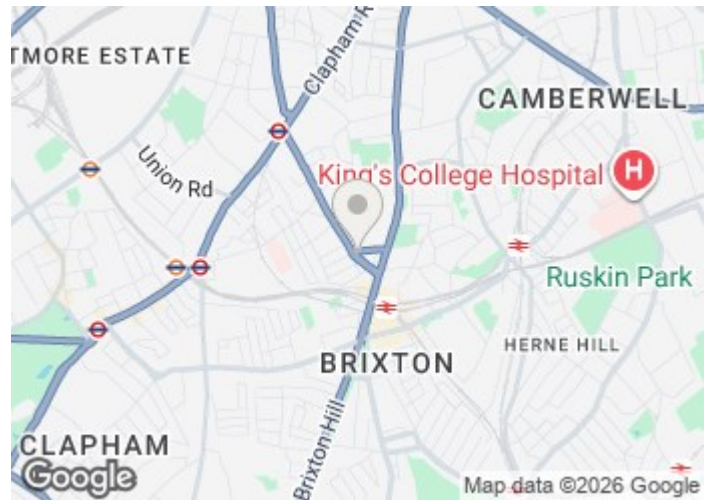 TMORE ESTATE
Clapham R
CAMBERWELL
Union Rd
King's College Hospital
H
Ruskin Park
BRIXTON
HERNE HILL
Brixton Hill
CLAPHAM
Google
Map data ©2026 Google